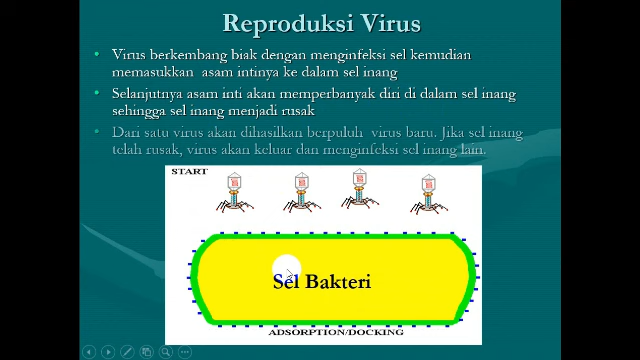 Reproduksi Virus
• Virus berkembang biak dengan menginfeksi sel kemudian
memasukkan asam intinya ke dalam sel inang
• Selanjutnya asam inti akan memperbanyak diri di dalam sel inang
sehingga sel inang menjadi rusak
• Dari satu virus akan dihasilkan berpuluh virus baru. Jika sel inang
telah rusak, virus akan keluar dan menginfeksi sel inang lain.
START
Sel Bakteri
ADSORPTION/DOCKING